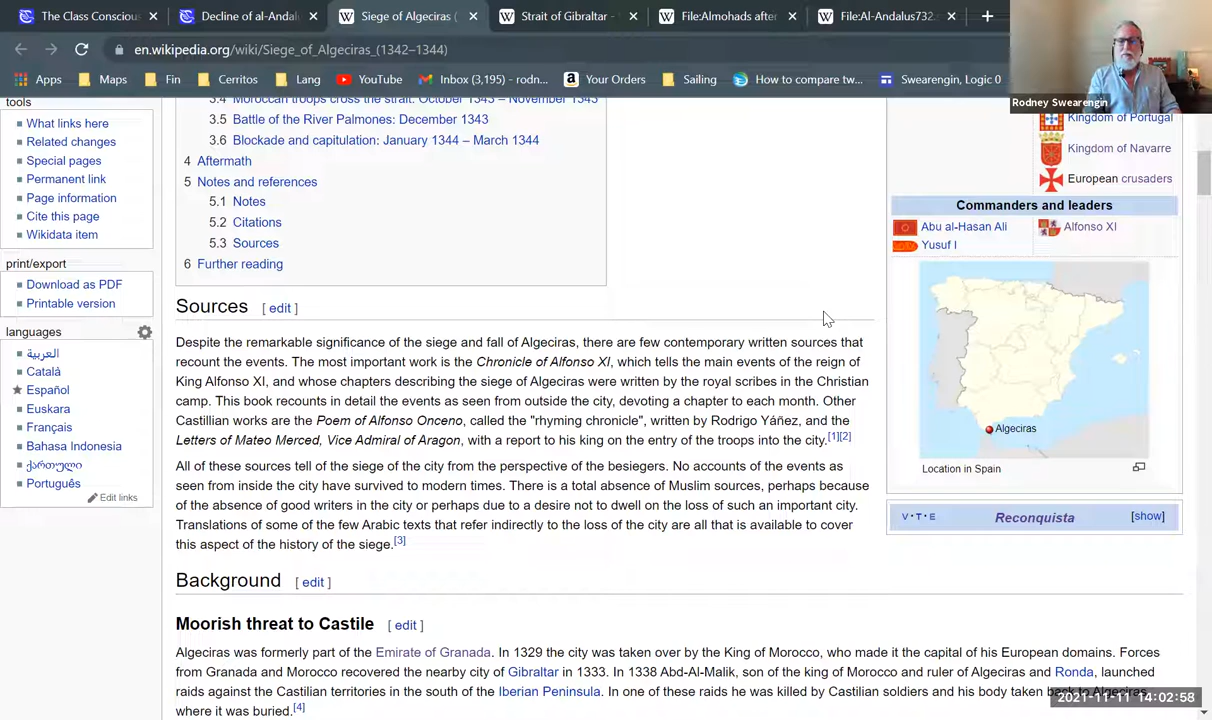 The Class Conscious
Decline of al-Andal
Siege of Algeciras (
Strait of Gibraltar -
File:Almohads after
File:Al-Andalus732.
en.wikipedia.org/wiki/Siege_of_Algeciras_(1342–1344)
Apps
Maps
Fin
Cerritos
Lang
YouTube
Inbox (3,195) - rodn...
Your Orders
Sailing
How to compare tw...
Swearengin, Logic 0
Rodney Swearengin
tools
What links here
Related changes
Special pages
Permanent link
Page information
Cite this page
Wikidata item
print/export
Download as PDF
Printable version
languages
العربية
Català
Español
Euskara
Français
Bahasa Indonesia
ქართული
Português
Edit links
3.4 Moroccan troops cross the strait: October 1343 – November 1343
3.5 Battle of the River Palmones: December 1343
3.6 Blockade and capitulation: January 1344 – March 1344
4 Aftermath
5 Notes and references
5.1 Notes
5.2 Citations
5.3 Sources
6 Further reading
Sources [ edit ]
Despite the remarkable significance of the siege and fall of Algeciras, there are few contemporary written sources that
recount the events. The most important work is the Chronicle of Alfonso XI, which tells the main events of the reign of
King Alfonso XI, and whose chapters describing the siege of Algeciras were written by the royal scribes in the Christian
camp. This book recounts in detail the events as seen from outside the city, devoting a chapter to each month. Other
Castillian works are the Poem of Alfonso Onceno, called the "rhyming chronicle", written by Rodrigo Yáñez, and the
Letters of Mateo Merced, Vice Admiral of Aragon, with a report to his king on the entry of the troops into the city.[1][2]
All of these sources tell of the siege of the city from the perspective of the besiegers. No accounts of the events as
seen from inside the city have survived to modern times. There is a total absence of Muslim sources, perhaps because
of the absence of good writers in the city or perhaps due to a desire not to dwell on the loss of such an important city.
Translations of some of the few Arabic texts that refer indirectly to the loss of the city are all that is available to cover
this aspect of the history of the siege.[3]
Background [ edit ]
Moorish threat to Castile [ edit ]
Algeciras was formerly part of the Emirate of Granada. In 1329 the city was taken over by the King of Morocco, who made it the capital of his European domains. Forces
from Granada and Morocco recovered the nearby city of Gibraltar in 1333. In 1338 Abd-Al-Malik, son of the king of Morocco and ruler of Algeciras and Ronda, launched
raids against the Castilian territories in the south of the Iberian Peninsula. In one of these raids he was killed by Castilian soldiers and his body taken back to Algeciras,
where it was buried.[4]
Kingdom of Portugal
Kingdom of Navarre
European crusaders
Commanders and leaders
Abu al-Hasan Ali
Yusuf I
Alfonso XI
Algeciras
Location in Spain
V·T·E Reconquista [show]
2021-11-11 14:02:58